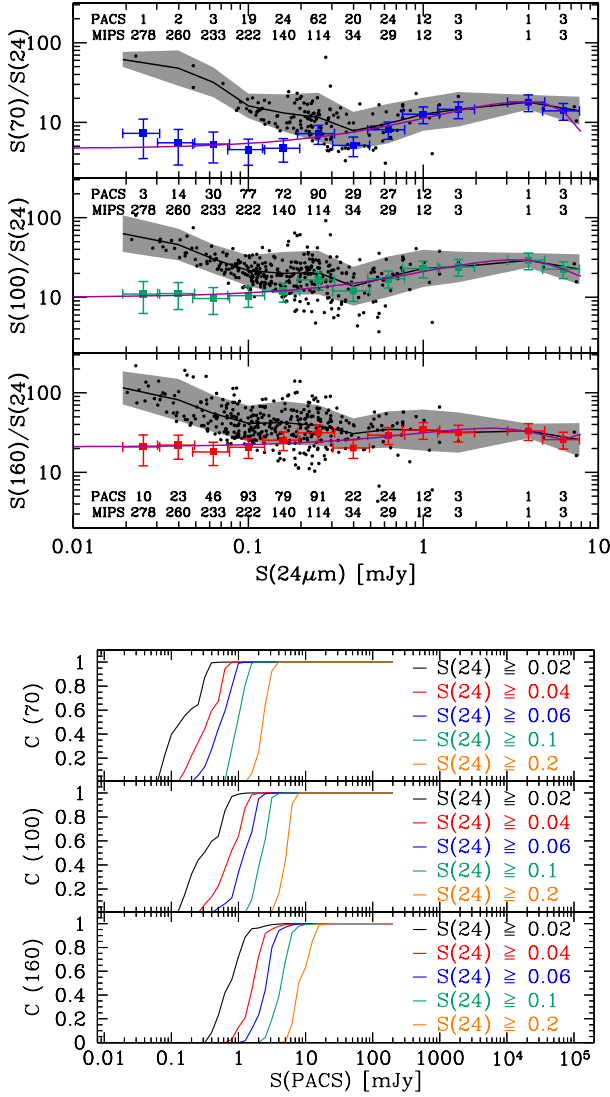 PACS 1 2 3 19 24 62 20 24 12 3 1 3
MIPS 278 260 233 222 140 114 34 29 12 3 1 3
S(70)/S(24)
100
10
PACS 3 14 30 77 72 90 29 27 12 3 1 3
MIPS 278 260 233 222 140 114 34 29 12 3 1 3
S(100)/S(24)
100
10
S(160)/S(24)
100
10
PACS 10 23 46 93 79 91 22 24 12 3 1 3
MIPS 278 260 233 222 140 114 34 29 12 3 1 3
0.01 0.1 1 10
S(24μm) [mJy]
C (70)
1
0.8
0.6
0.4
0.2
S(24) ≧ 0.02
S(24) ≧ 0.04
S(24) ≧ 0.06
S(24) ≧ 0.1
S(24) ≧ 0.2
C (100)
1
0.8
0.6
0.4
0.2
S(24) ≧ 0.02
S(24) ≧ 0.04
S(24) ≧ 0.06
S(24) ≧ 0.1
S(24) ≧ 0.2
C (160)
1
0.8
0.6
0.4
0.2
0
S(24) ≧ 0.02
S(24) ≧ 0.04
S(24) ≧ 0.06
S(24) ≧ 0.1
S(24) ≧ 0.2
0.01 0.1 1 10 100 1000 10⁴ 10⁵
S(PACS) [mJy]